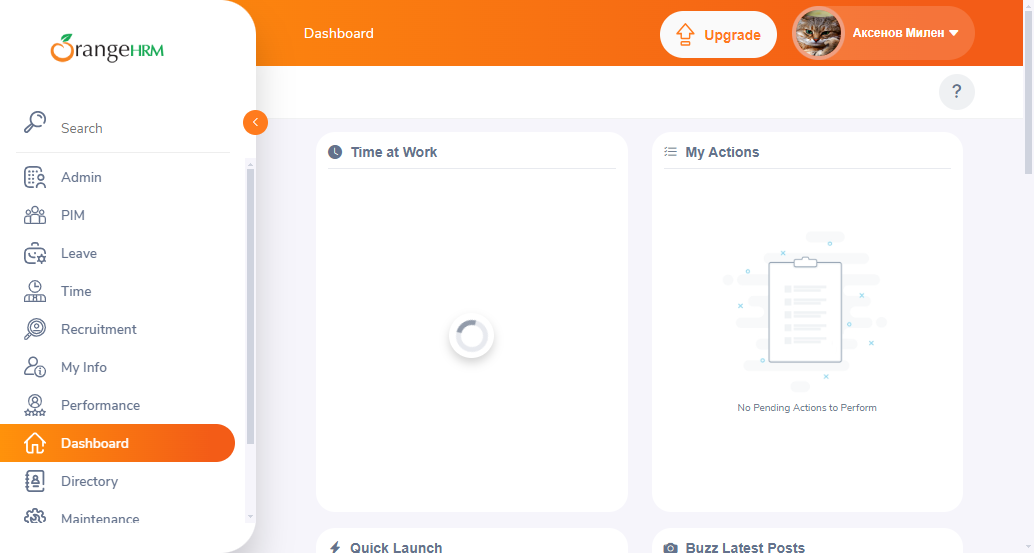 OrangeHRM
Dashboard
Upgrade
Аксенов Милен
?
Search
Admin
PIM
Leave
Time
Recruitment
My Info
Performance
Dashboard
Directory
Maintenance
Time at Work
My Actions
No Pending Actions to Perform
Quick Launch
Buzz Latest Posts